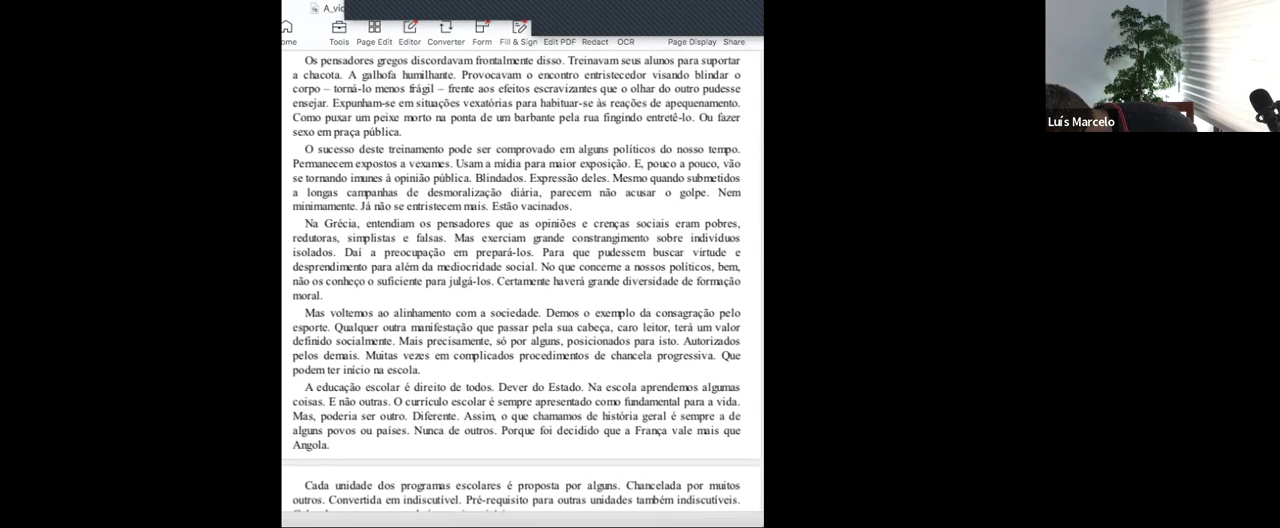 A_vic
ome Tools Page Edit Editor Converter Form Fill & Sign Edit PDF Redact OCR Page Display Share
Os pensadores gregos discordavam frontalmente disso. Treinavam seus alunos para suportar
a chacota. A galhofa humilhante. Provocavam o encontro entristecedor visando blindar o
corpo – torná-lo menos frágil – frente aos efeitos escravizantes que o olhar do outro pudesse
ensejar. Expunham-se em situações vexatórias para habituar-se às reações de apequenamento.
Como puxar um peixe morto na ponta de um barbante pela rua fingindo entretê-lo. Ou fazer
sexo em praça pública.
O sucesso deste treinamento pode ser comprovado em alguns políticos do nosso tempo.
Permanecem expostos a vexames. Usam a mídia para maior exposição. E, pouco a pouco, vão
se tornando imunes à opinião pública. Blindados. Expressão deles. Mesmo quando submetidos
a longas campanhas de desmoralização diária, parecem não acusar o golpe. Nem
minimamente. Já não se entristecem mais. Estão vacinados.
Na Grécia, entendiam os pensadores que as opiniões e crenças sociais eram pobres,
redutoras, simplistas e falsas. Mas exerciam grande constrangimento sobre indivíduos
isolados. Daí a preocupação em prepará-los. Para que pudessem buscar virtude e
desprendimento para além da mediocridade social. No que concerne a nossos políticos, bem,
não os conheço o suficiente para julgá-los. Certamente haverá grande diversidade de formação
moral.
Mas voltemos ao alinhamento com a sociedade. Demos o exemplo da consagração pelo
esporte. Qualquer outra manifestação que passar pela sua cabeça, caro leitor, terá um valor
definido socialmente. Mais precisamente, só por alguns, posicionados para isto. Autorizados
pelos demais. Muitas vezes em complicados procedimentos de chancela progressiva. Que
podem ter início na escola.
A educação escolar é direito de todos. Dever do Estado. Na escola aprendemos algumas
coisas. E não outras. O currículo escolar é sempre apresentado como fundamental para a vida.
Mas, poderia ser outro. Diferente. Assim, o que chamamos de história geral é sempre a de
alguns povos ou países. Nunca de outros. Porque foi decidido que a França vale mais que
Angola.
Cada unidade dos programas escolares é proposta por alguns. Chancelada por muitos
outros. Convertida em indiscutível. Pré-requisito para outras unidades também indiscutíveis.
Luís Marcelo